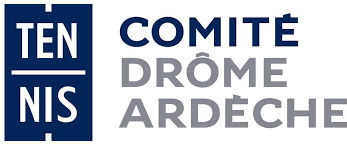 TEN
NIS
COMITÉ
DRÔME
ARDÈCHE